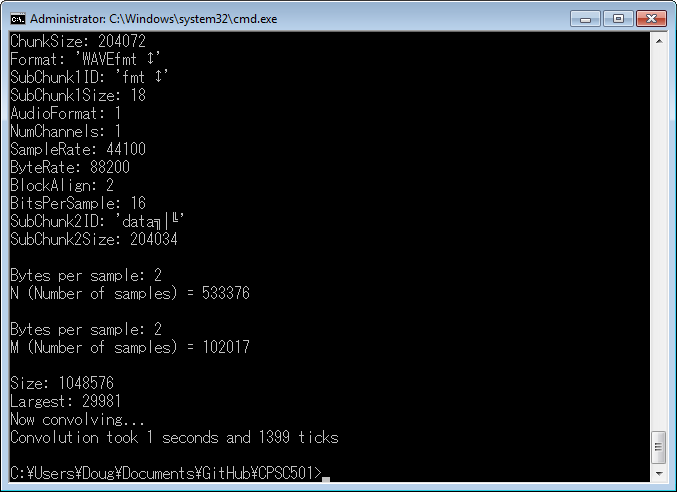 Administrator: C:\Windows\system32\cmd.exe
ChunkSize: 204072
Format: 'WAVEfmt ↕'
SubChunk1ID: 'fmt ↕'
SubChunk1Size: 18
AudioFormat: 1
NumChannels: 1
SampleRate: 44100
ByteRate: 88200
BlockAlign: 2
BitsPerSample: 16
SubChunk2ID: 'data╗│╚'
SubChunk2Size: 204034
Bytes per sample: 2
N (Number of samples) = 533376
Bytes per sample: 2
M (Number of samples) = 102017
Size: 1048576
Largest: 29981
Now convolving...
Convolution took 1 seconds and 1399 ticks
C:¥Users¥Doug¥Documents¥GitHub¥CPSC501>_